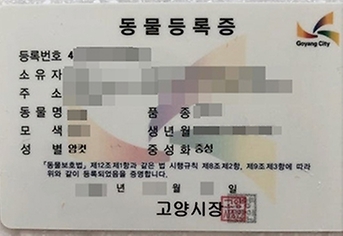 동물등록증
Goyang City
등록번호 4
소유자
주 소
동물명 품 종
모 색 생년월
성 별 암컷 중성화 중성
「동물보호법」 제12조제1항과 같은 법 시행규칙 제8조제2항, 제9조제3항에 따라
위와 같이 등록되었음을 증명합니다.
년 월 일
고양시장